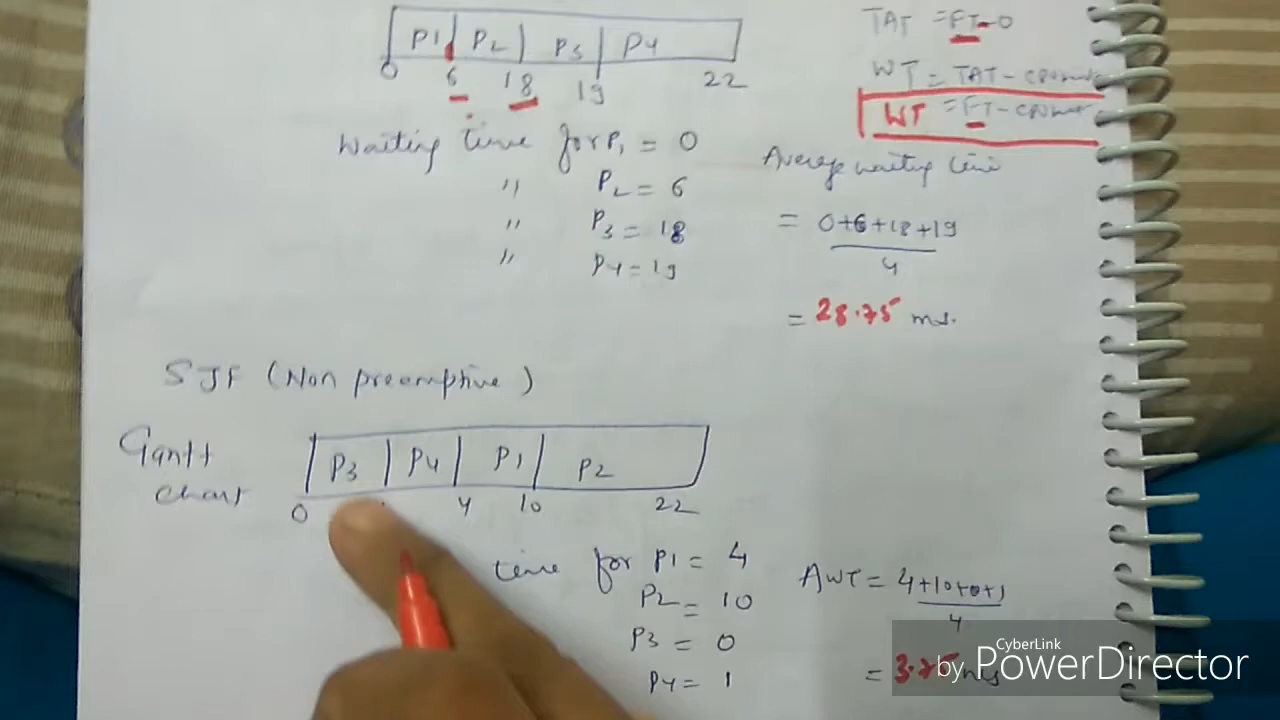 P1 P2 P3 P4
0 6 18 19 22
TAT = FT-0
WT = TAT-
WT = FT-
Waiting time for P1 = 0
" P2 = 6
" P3 = 18
" P4 = 19
Average waiting time
= 0+6+18+19
4
= 28.75 ms.
SJF (Non preemptive)
Gantt chart
P3 P4 P1 P2
0 4 10 22
time for P1 = 4
P2 = 10
P3 = 0
P4 = 1
AWT = 4+10+0+1
4
= 3.75 ms
CyberLink
by PowerDirector